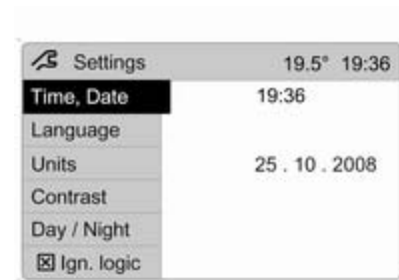 Settings 19.5° 19:36
Time, Date 19:36
Language
Units 25 . 10 . 2008
Contrast
Day / Night
Ign. logic